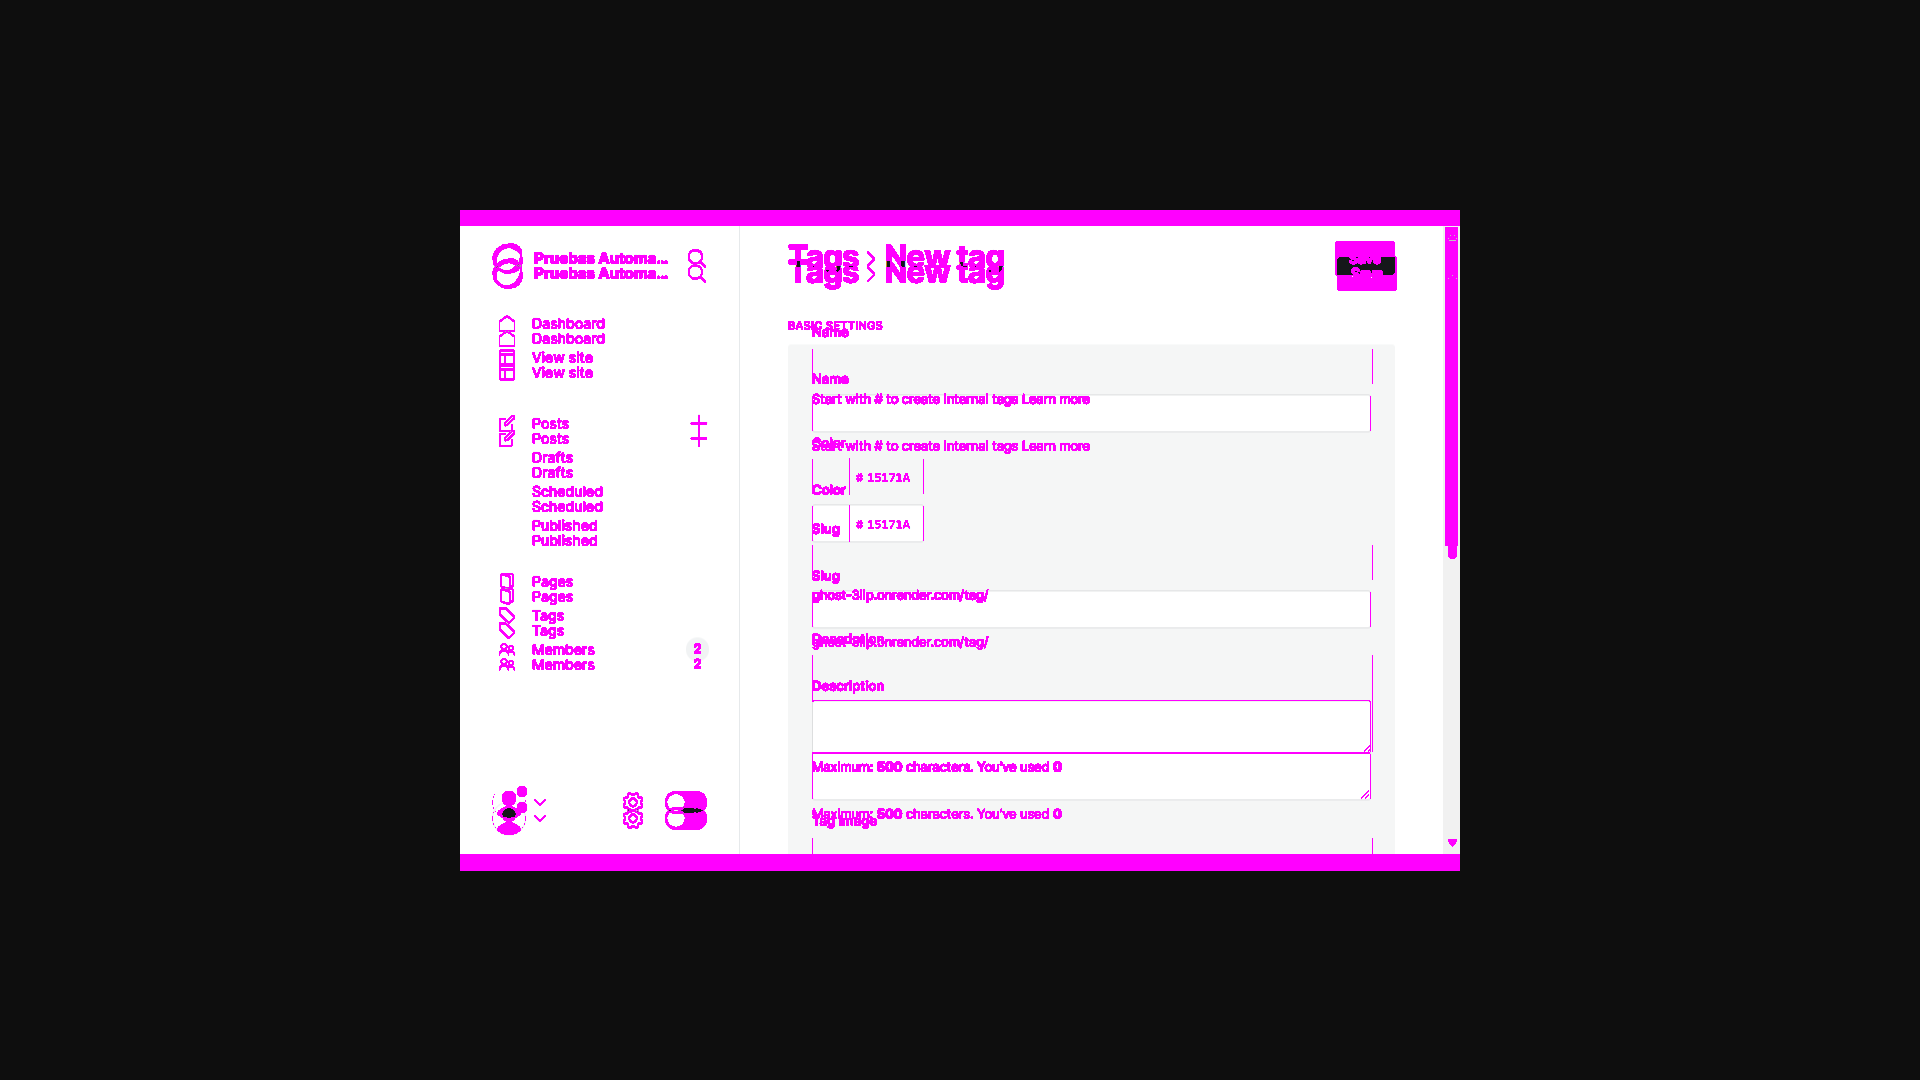 Pruebas Automa...
Pruebas Automa...
Dashboard
Dashboard
View site
View site
Posts
Posts
Drafts
Drafts
Scheduled
Scheduled
Published
Published
Pages
Pages
Tags
Tags
Members 2
Members 2
Tags > New tag
Tags > New tag
BASIC SETTINGS
Name
Name
Start with # to create internal tags Learn more
Color
Start with # to create internal tags Learn more
# 15171A
Color
# 15171A
Slug
Slug
ghost-3llp.onrender.com/tag/
Description
ghost-3llp.onrender.com/tag/
Description
Maximum: 500 characters. You've used 0
Maximum: 500 characters. You've used 0
Tag image